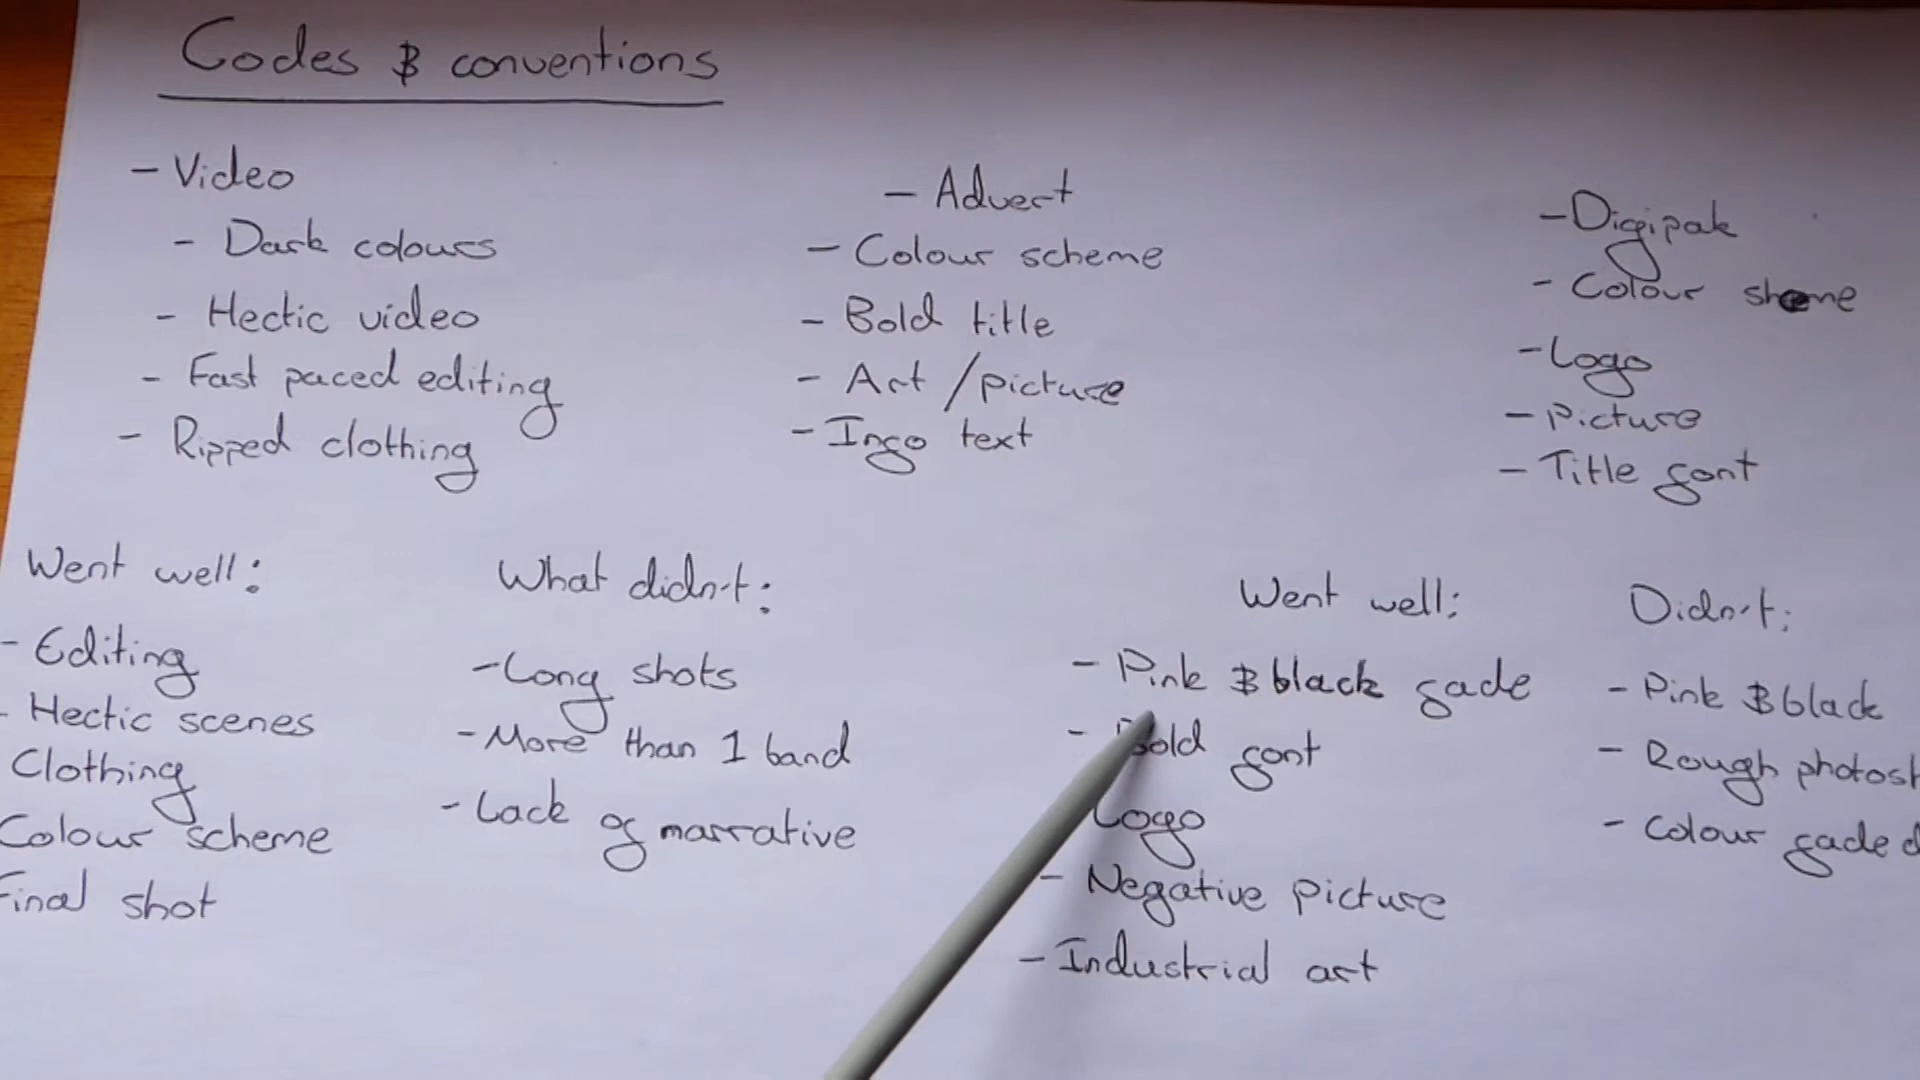 Codes & conventions
- Video
- Dark colours
- Hectic video
- Fast paced editing
- Ripped clothing
- Advert
- Colour scheme
- Bold title
- Art / picture
- Info text
- Digipak
- Colour sheme
- Logo
- Picture
- Title font
Went well:
- Editing
- Hectic scenes
Clothing
Colour scheme
Final shot
What didn't:
- Long shots
- More than 1 band
- Lack of narrative
Went well:
- Pink & black fade
- Bold font
Logo
- Negative picture
- Industrial art
Didn't:
- Pink & black
- Rough photosh
- Colour faded